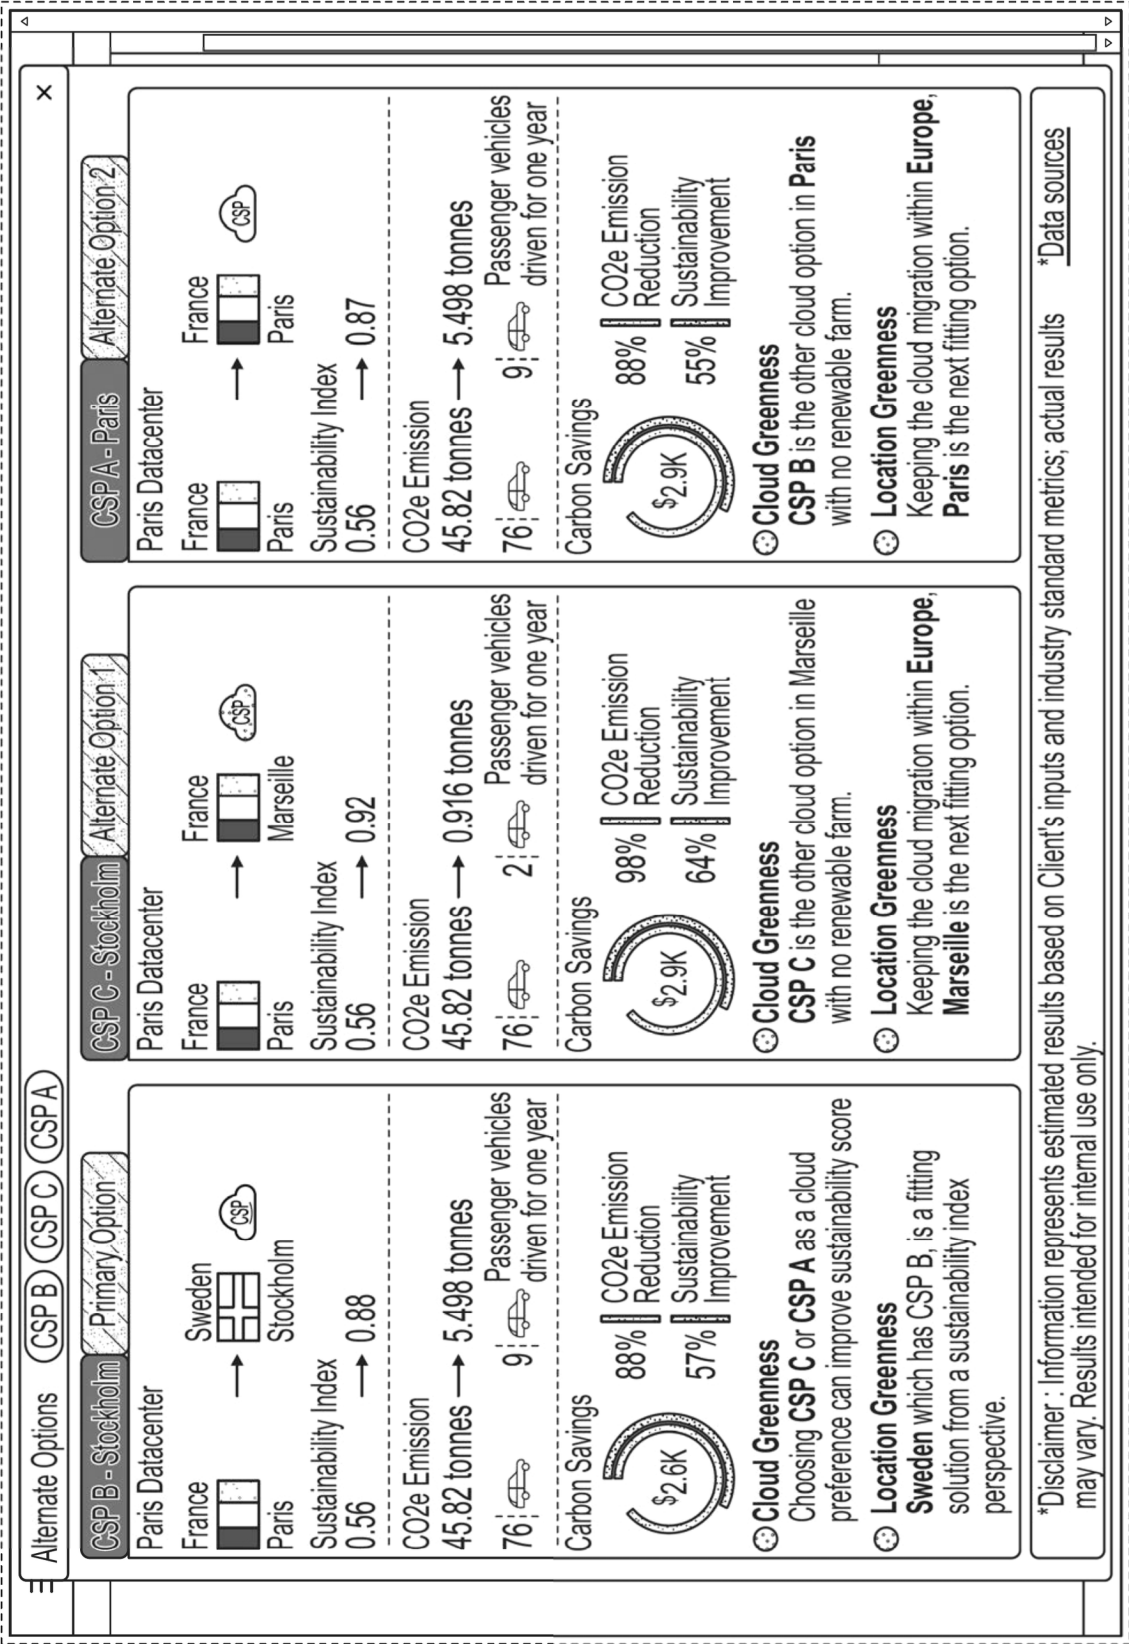 Alternate Options
CSP B
CSP C
CSP A
×
CSP B - Stockholm
Primary Option
Paris Datacenter
France
Sweden
CSP
Paris
Stockholm
Sustainability Index
0.56
0.88
CO2e Emission
45.82 tonnes
5.498 tonnes
76
9
Passenger vehicles
driven for one year
Carbon Savings
$2.6K
88%
CO2e Emission
Reduction
57%
Sustainability
Improvement
Cloud Greenness
Choosing CSP C or CSP A as a cloud
preference can improve sustainability score
Location Greenness
Sweden which has CSP B, is a fitting
solution from a sustainability index
perspective.
CSP C - Stockholm
Alternate Option 1
Paris Datacenter
France
France
CSP
Paris
Marseille
Sustainability Index
0.56
0.92
CO2e Emission
45.82 tonnes
0.916 tonnes
76
2
Passenger vehicles
driven for one year
Carbon Savings
$2.9K
98%
CO2e Emission
Reduction
64%
Sustainability
Improvement
Cloud Greenness
CSP C is the other cloud option in Marseille
with no renewable farm.
Location Greenness
Keeping the cloud migration within Europe,
Marseille is the next fitting option.
CSP A - Paris
Alternate Option 2
Paris Datacenter
France
France
CSP
Paris
Paris
Sustainability Index
0.56
0.87
CO2e Emission
45.82 tonnes
5.498 tonnes
76
9
Passenger vehicles
driven for one year
Carbon Savings
$2.9K
88%
CO2e Emission
Reduction
55%
Sustainability
Improvement
Cloud Greenness
CSP B is the other cloud option in Paris
with no renewable farm.
Location Greenness
Keeping the cloud migration within Europe,
Paris is the next fitting option.
*Disclaimer : Information represents estimated results based on Client's inputs and industry standard metrics; actual results
may vary. Results intended for internal use only.
*Data sources